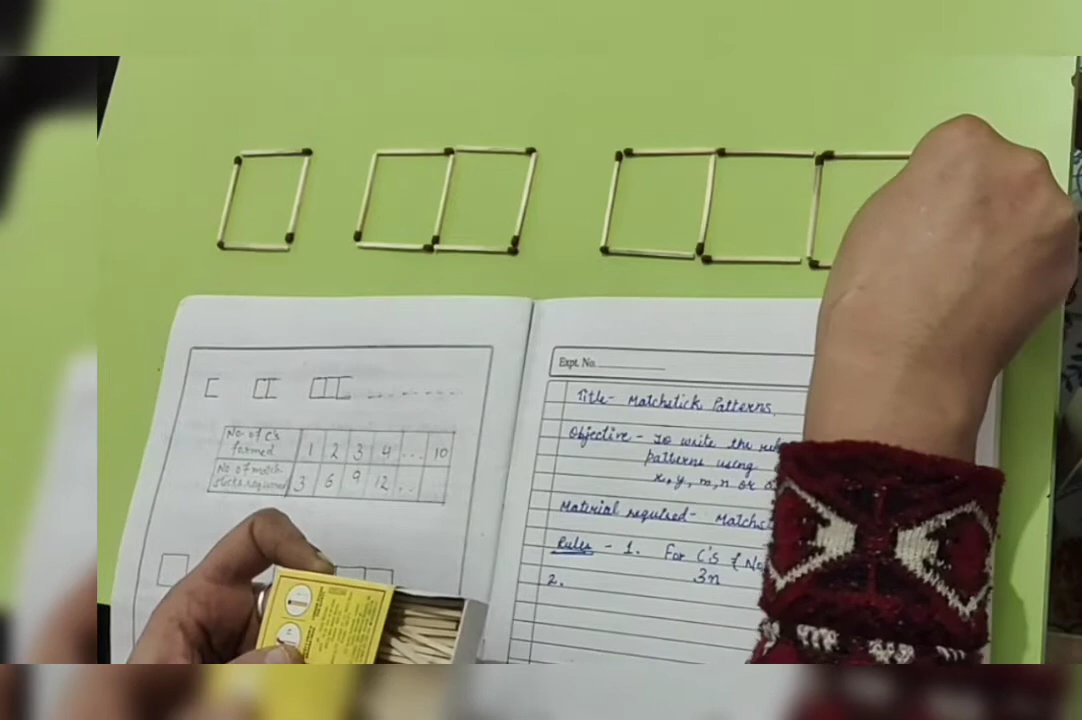 No. of C's formed 1 2 3 4 ... 10
No of match sticks required 3 6 9 12 ..
Expt. No.
Title- Matchstick Patterns.
Objective - To write the
patterns using
x, y, m, n or
Material required- Matchs
Rules - 1. For C's {No
3n
2.